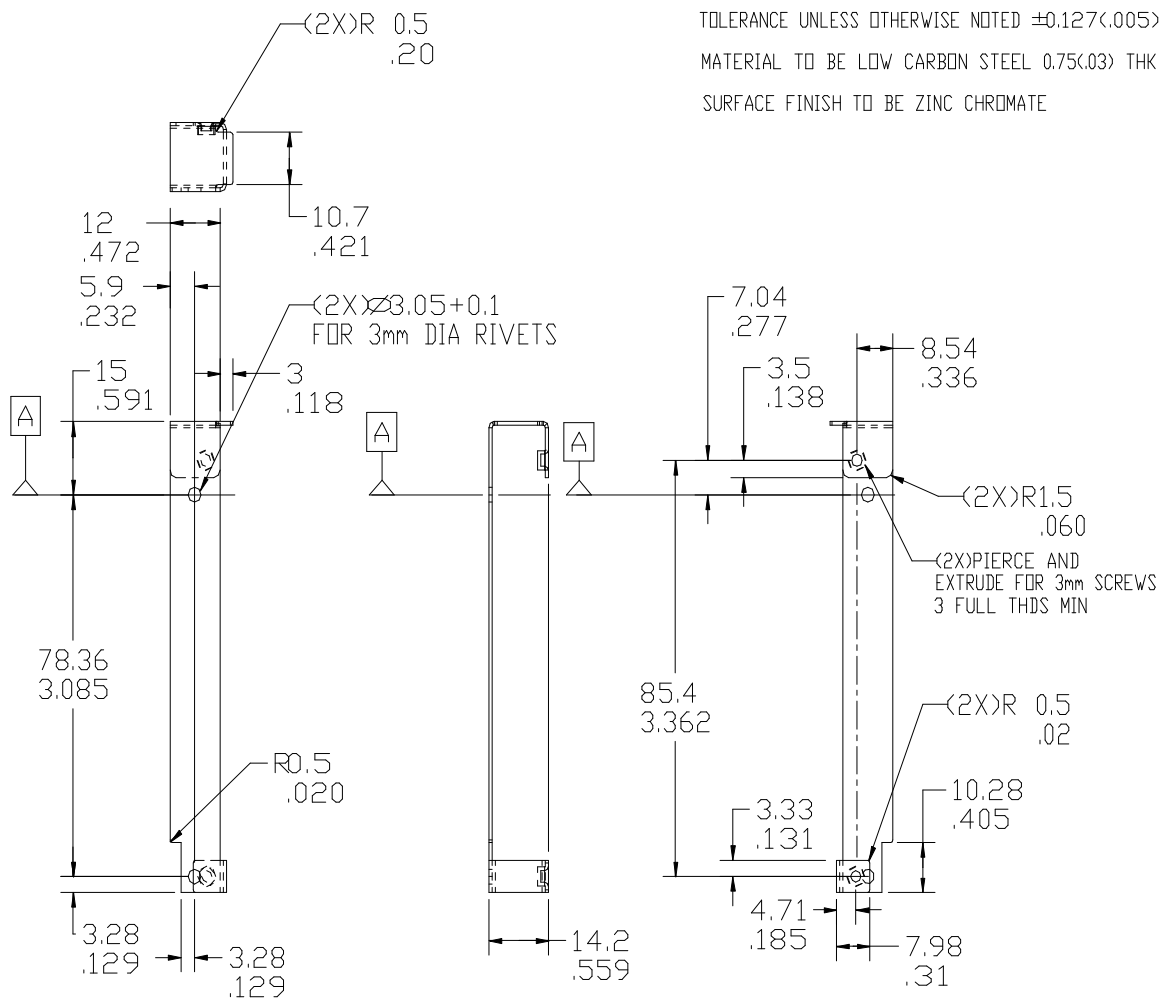 (2X)R 0.5
.20
TOLERANCE UNLESS OTHERWISE NOTED ±0.127(.005)
MATERIAL TO BE LOW CARBON STEEL 0.75(.03) THK
SURFACE FINISH TO BE ZINC CHROMATE
12
.472
10.7
.421
5.9
.232
(2X)⌀3.05+0.1
FOR 3mm DIA RIVETS
15
.591
3
.118
7.04
.277
3.5
.138
8.54
.336
A
A
A
(2X)R1.5
.060
(2X)PIERCE AND
EXTRUDE FOR 3mm SCREWS
3 FULL THDS MIN
78.36
3.085
85.4
3.362
(2X)R 0.5
.02
R0.5
.020
3.33
.131
10.28
.405
3.28
.129
3.28
.129
14.2
.559
4.71
.185
7.98
.31